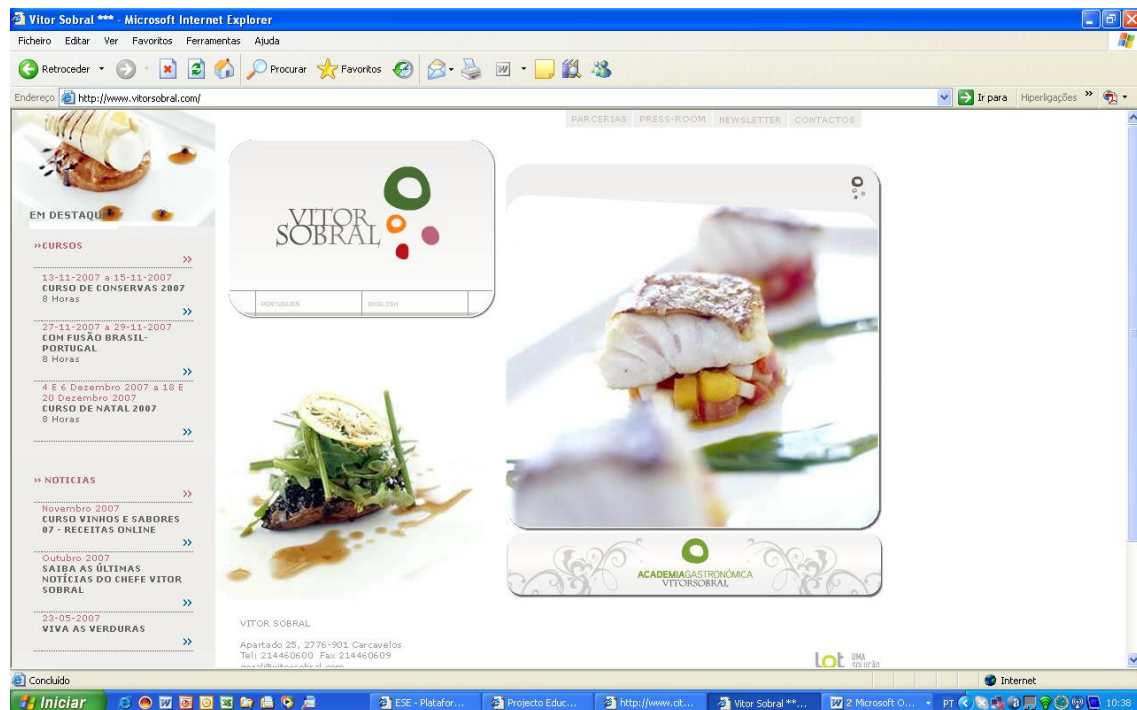 Vitor Sobral *** - Microsoft Internet Explorer
Ficheiro Editar Ver Favoritos Ferramentas Ajuda
Retroceder Procurar Favoritos
Endereço http://www.vitorsobral.com/ Ir para Hiperligações
PARCERIAS PRESS-ROOM NEWSLETTER CONTACTOS
EM DESTAQU
»CURSOS
»
13-11-2007 a 15-11-2007
CURSO DE CONSERVAS 2007
8 Horas
»
27-11-2007 a 29-11-2007
COM FUSÃO BRASIL-
PORTUGAL
8 Horas
»
4 E 6 Dezembro 2007 a 18 E
20 Dezembro 2007
CURSO DE NATAL 2007
8 Horas
»
» NOTICIAS
»
Novembro 2007
CURSO VINHOS E SABORES
07 - RECEITAS ONLINE
»
Outubro 2007
SAIBA AS ÚLTIMAS
NOTÍCIAS DO CHEFE VITOR
SOBRAL
»
23-05-2007
VIVA AS VERDURAS
»
VITOR
SOBRAL
PORTUGUES ENGLISH
ACADEMIAGASTRONÓMICA
VITORSOBRAL
VITOR SOBRAL
Apartado 25, 2776-901 Carcavelos
Tel: 214460600 Fax 214460609
geral@vitorsobral.com
Lot UMA
SOLUÇÃO
Concluído Internet
Iniciar ESE - Platafor... Projecto Educ... http://www.cit... Vitor Sobral **... 2 Microsoft O... PT 10:38